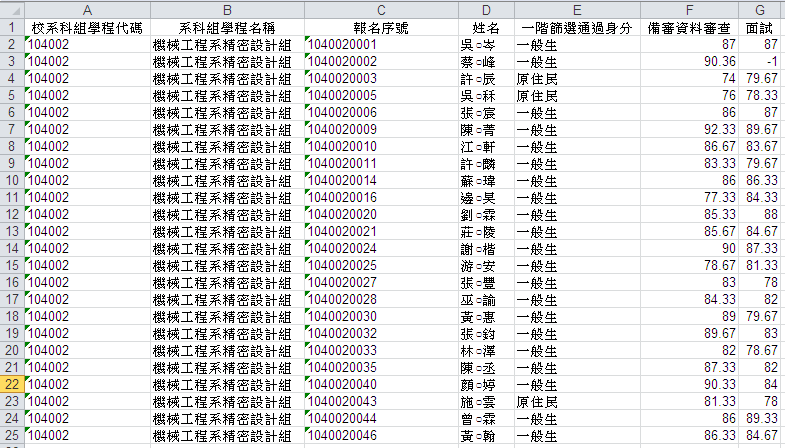 A B C D E F G
1 校系科組學程代碼 系科組學程名稱 報名序號 姓名 一階篩選通過身分 備審資料審查 面試
2 104002 機械工程系精密設計組 1040020001 吳○岑 一般生 87 87
3 104002 機械工程系精密設計組 1040020002 蔡○峰 一般生 90.36 -1
4 104002 機械工程系精密設計組 1040020003 許○辰 原住民 74 79.67
5 104002 機械工程系精密設計組 1040020005 吳○秝 原住民 76 78.33
6 104002 機械工程系精密設計組 1040020006 張○宸 一般生 86 87
7 104002 機械工程系精密設計組 1040020009 陳○菁 一般生 92.33 89.67
8 104002 機械工程系精密設計組 1040020010 江○軒 一般生 86.67 83.67
9 104002 機械工程系精密設計組 1040020011 許○麟 一般生 83.33 79.67
10 104002 機械工程系精密設計組 1040020014 蘇○瑋 一般生 86 86.33
11 104002 機械工程系精密設計組 1040020016 邊○昊 一般生 77.33 84.33
12 104002 機械工程系精密設計組 1040020020 劉○霖 一般生 85.33 88
13 104002 機械工程系精密設計組 1040020021 莊○陵 一般生 85.67 84.67
14 104002 機械工程系精密設計組 1040020024 謝○楷 一般生 90 87.33
15 104002 機械工程系精密設計組 1040020025 游○安 一般生 78.67 81.33
16 104002 機械工程系精密設計組 1040020027 張○豐 一般生 83 78
17 104002 機械工程系精密設計組 1040020028 巫○諭 一般生 84.33 82
18 104002 機械工程系精密設計組 1040020030 黃○惠 一般生 89 79.67
19 104002 機械工程系精密設計組 1040020032 張○鈞 一般生 89.67 83
20 104002 機械工程系精密設計組 1040020033 林○澤 一般生 82 78.67
21 104002 機械工程系精密設計組 1040020035 陳○丞 一般生 87.33 82
22 104002 機械工程系精密設計組 1040020040 顏○婷 一般生 90.33 84
23 104002 機械工程系精密設計組 1040020043 施○雲 原住民 81.33 78
24 104002 機械工程系精密設計組 1040020044 曾○霖 一般生 86 89.33
25 104002 機械工程系精密設計組 1040020046 黃○翰 一般生 86.33 84.67